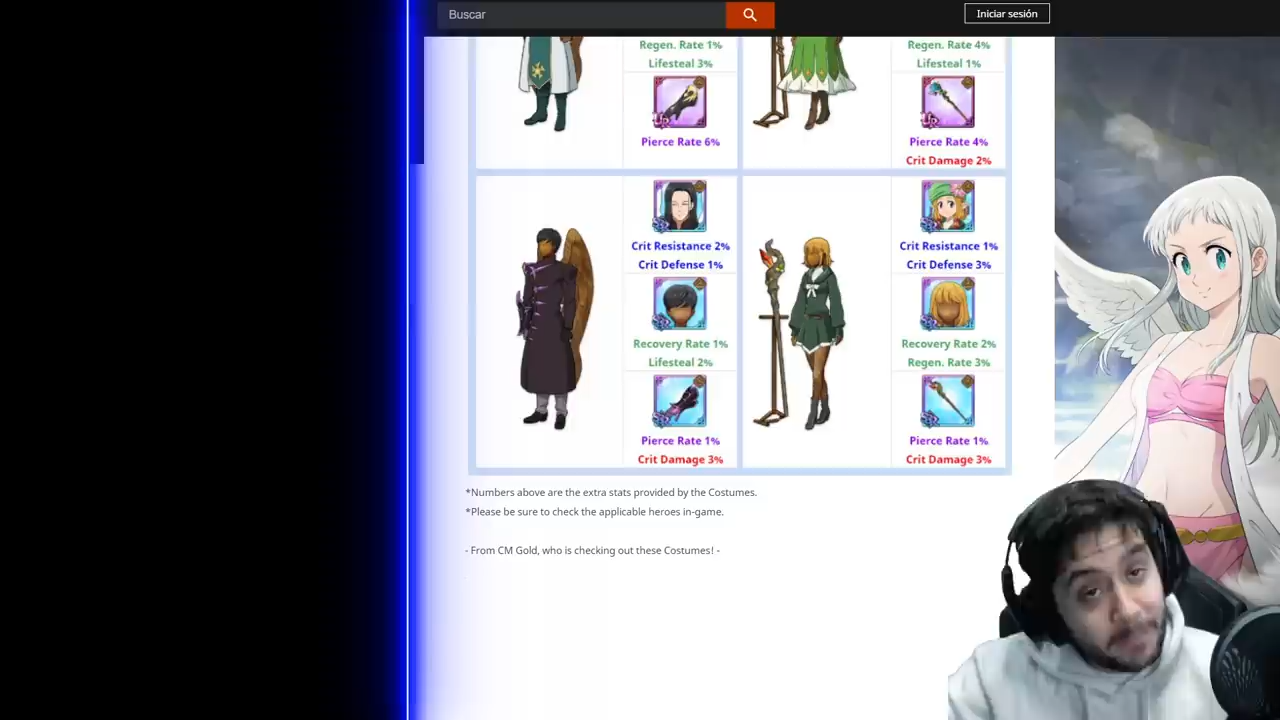 Buscar
Iniciar sesión
Regen. Rate 1%
Lifesteal 3%
UR
Pierce Rate 6%
Regen. Rate 4%
Lifesteal 1%
UR
Pierce Rate 4%
Crit Damage 2%
Crit Resistance 2%
Crit Defense 1%
Recovery Rate 1%
Lifesteal 2%
Pierce Rate 1%
Crit Damage 3%
Crit Resistance 1%
Crit Defense 3%
Recovery Rate 2%
Regen. Rate 3%
Pierce Rate 1%
Crit Damage 3%
*Numbers above are the extra stats provided by the Costumes.
*Please be sure to check the applicable heroes in-game.
- From CM Gold, who is checking out these Costumes! -